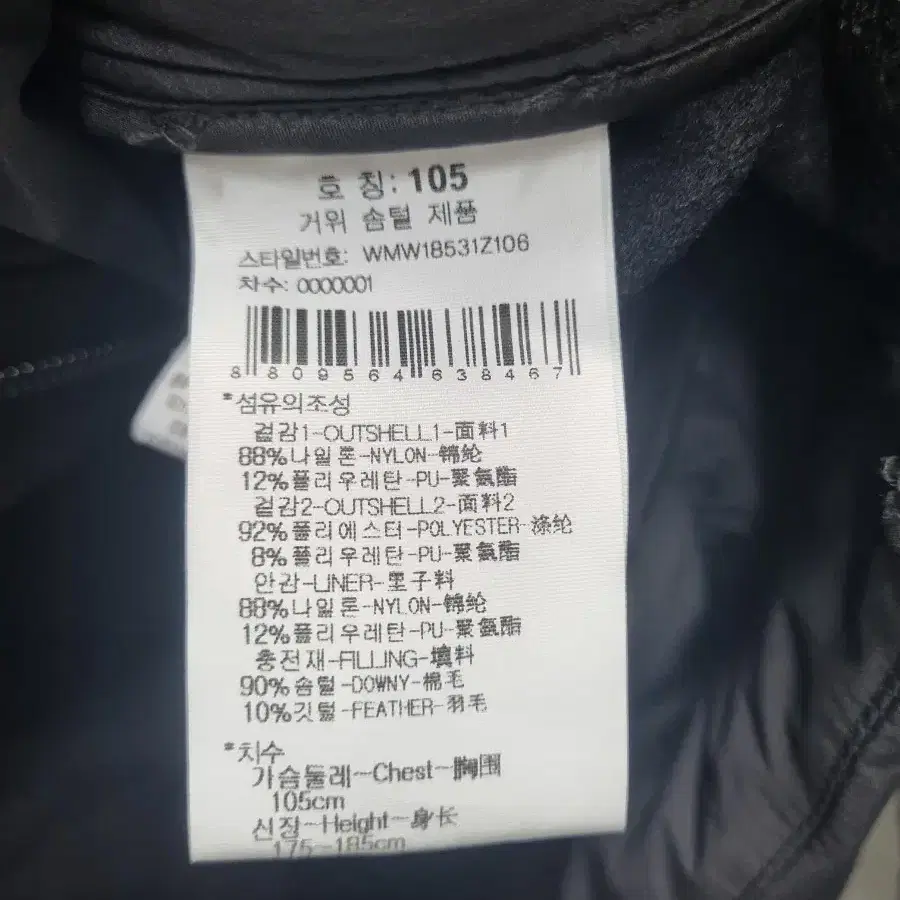 호 칭: 105
거위 솜털 제품
스타일번호: WMW18531Z106
차수: 0000001
8 809564 638467
*섬유의조성
겉감1-OUTSHELL1-面料1
88%나일론-NYLON-锦纶
12%폴리우레탄-PU-聚氨酯
겉감2-OUTSHELL2-面料2
92%폴리에스터-POLYESTER-涤纶
8%폴리우레탄-PU-聚氨酯
안감-LINER-里子料
88%나일론-NYLON-锦纶
12%폴리우레탄-PU-聚氨酯
충전재-FILLING-填料
90%솜털-DOWNY-棉毛
10%깃털-FEATHER-羽毛
*치수
가슴둘레-Chest-胸围
105cm
신장-Height-身长
175-185cm